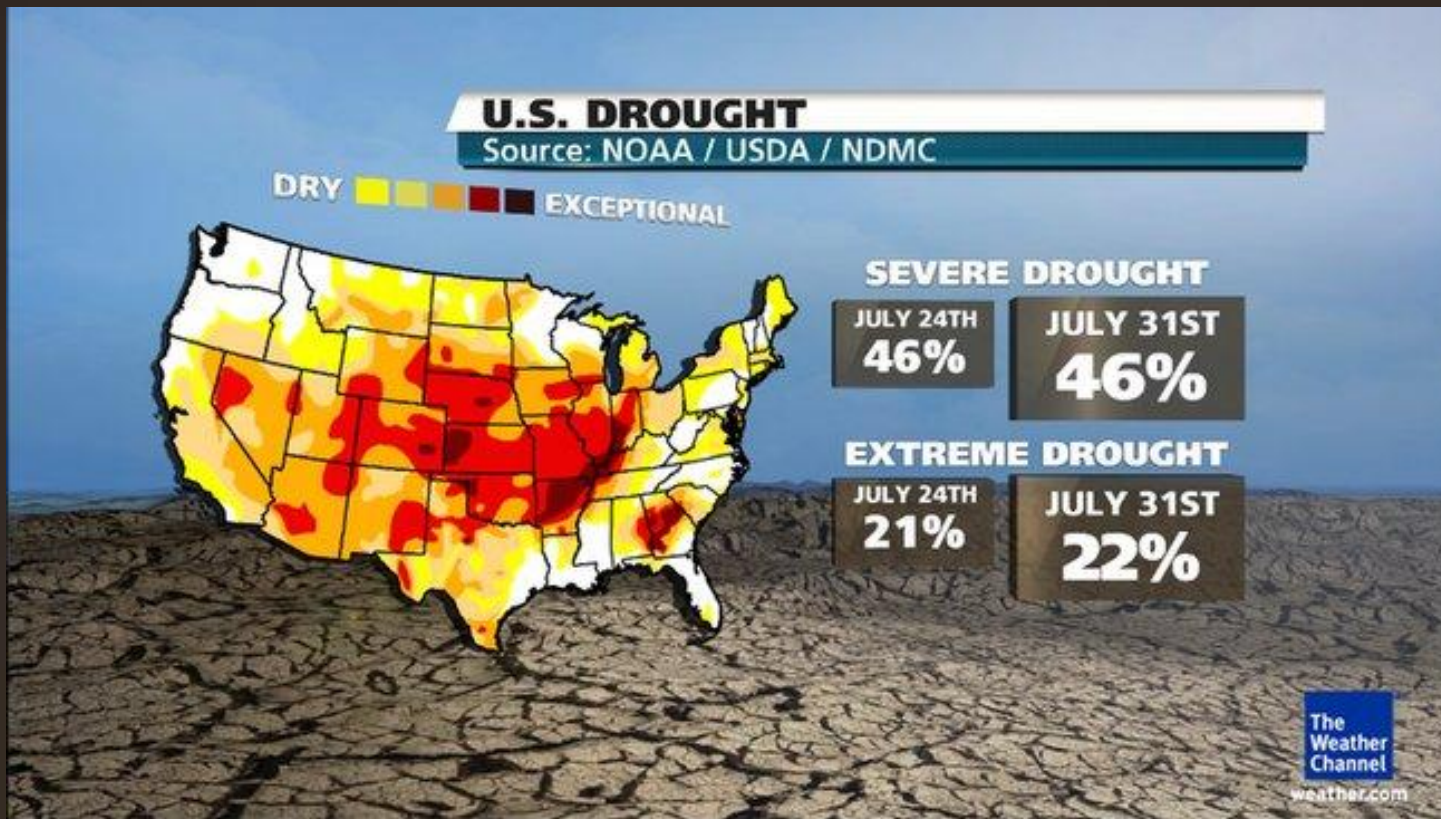 U.S. DROUGHT
Source: NOAA / USDA / NDMC
DRY EXCEPTIONAL
SEVERE DROUGHT
JULY 24TH
46%
JULY 31ST
46%
EXTREME DROUGHT
JULY 24TH
21%
JULY 31ST
22%
The
Weather
Channel
weather.com